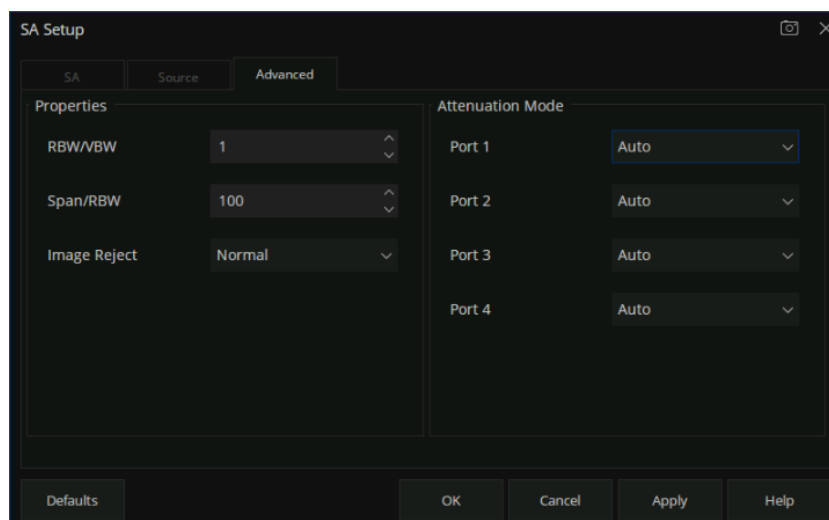 SA Setup
SA
Source
Advanced
Properties
RBW/VBW
1
Span/RBW
100
Image Reject
Normal
Attenuation Mode
Port 1
Auto
Port 2
Auto
Port 3
Auto
Port 4
Auto
Defaults
OK
Cancel
Apply
Help